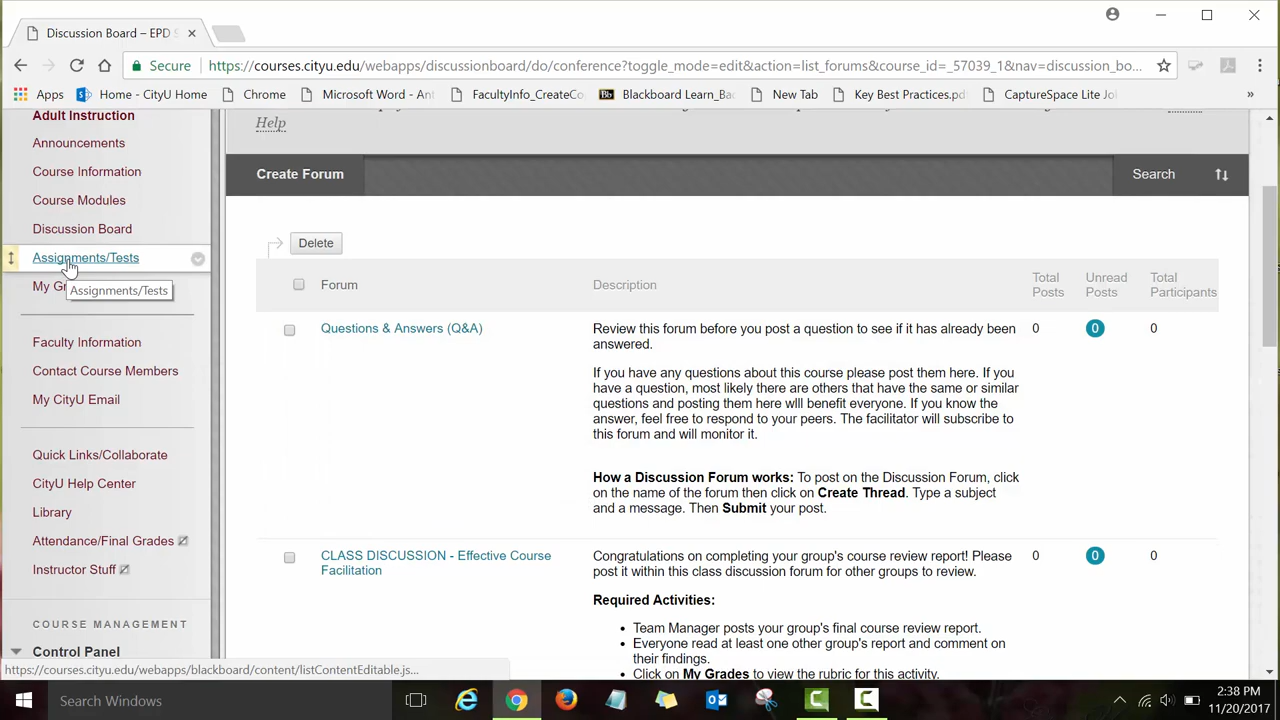 Discussion Board – EPD S
Secure
https://courses.cityu.edu/webapps/discussionboard/do/conference?toggle_mode=edit&action=list_forums&course_id=_57039_1&nav=discussion_bo...
Apps
Home - CityU Home
Chrome
Microsoft Word - Ant
FacultyInfo_CreateCo
Blackboard Learn_Ba
New Tab
Key Best Practices.pd
CaptureSpace Lite Jo
»
Adult Instruction
Announcements
Course Information
Course Modules
Discussion Board
Assignments/Tests
My Gr
Assignments/Tests
Faculty Information
Contact Course Members
My CityU Email
Quick Links/Collaborate
CityU Help Center
Library
Attendance/Final Grades
Instructor Stuff
COURSE MANAGEMENT
Control Panel
https://courses.cityu.edu/webapps/blackboard/content/listContentEditable.js...
Help
Create Forum
Search
Delete
Forum
Description
Total Posts
Unread Posts
Total Participants
Questions & Answers (Q&A)
Review this forum before you post a question to see if it has already been
answered.
If you have any questions about this course please post them here. If you
have a question, most likely there are others that have the same or similar
questions and posting them here will benefit everyone. If you know the
answer, feel free to respond to your peers. The facilitator will subscribe to
this forum and will monitor it.
How a Discussion Forum works: To post on the Discussion Forum, click
on the name of the forum then click on Create Thread. Type a subject
and a message. Then Submit your post.
0
0
0
CLASS DISCUSSION - Effective Course
Facilitation
Congratulations on completing your group's course review report! Please
post it within this class discussion forum for other groups to review.
Required Activities:
• Team Manager posts your group's final course review report.
• Everyone read at least one other group's report and comment on
their findings.
• Click on My Grades to view the rubric for this activity.
0
0
0
Search Windows
2:38 PM
11/20/2017